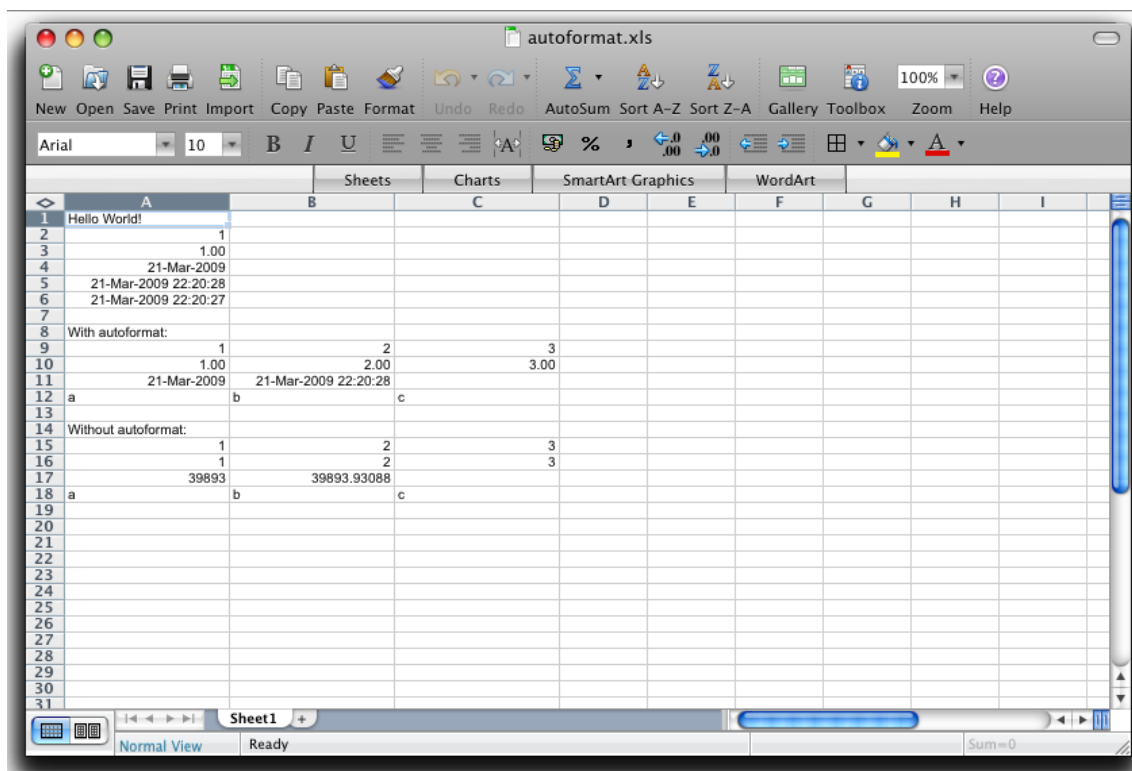 autoformat.xls
100%
New Open Save Print Import Copy Paste Format Undo Redo AutoSum Sort A-Z Sort Z-A Gallery Toolbox Zoom Help
Arial 10 B I U A % , .0 .00 .00 .0 A
Sheets Charts SmartArt Graphics WordArt
A B C D E F G H I
1 Hello World!
2 1
3 1.00
4 21-Mar-2009
5 21-Mar-2009 22:20:28
6 21-Mar-2009 22:20:27
7
8 With autoformat:
9 1 2 3
10 1.00 2.00 3.00
11 21-Mar-2009 21-Mar-2009 22:20:28
12 a b c
13
14 Without autoformat:
15 1 2 3
16 1 2 3
17 39893 39893.93088
18 a b c
19
20
21
22
23
24
25
26
27
28
29
30
31
Sheet1 +
Normal View Ready Sum=0